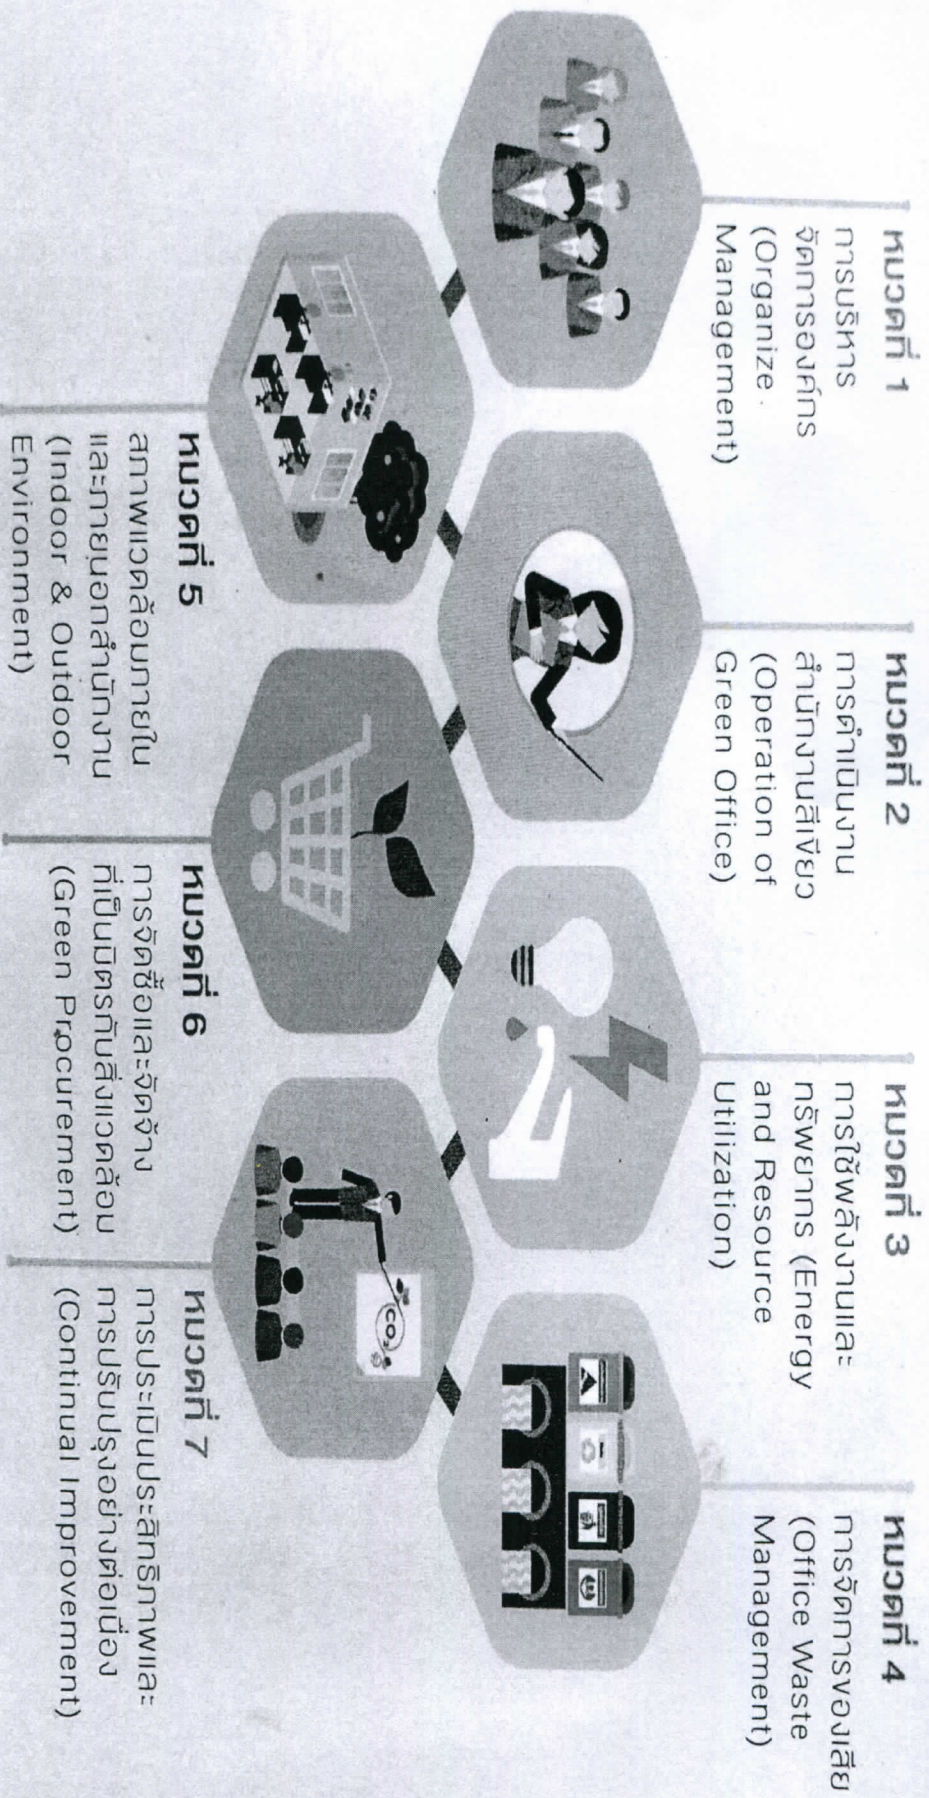 หมวดที่ 1
การบริหาร
จัดการองค์กร
(Organize
Management)
หมวดที่ 2
การดำเนินงาน
สำนักงานสีเขียว
(Operation of
Green Office)
หมวดที่ 3
การใช้พลังงานและ
ทรัพยากร (Energy
and Resource
Utilization)
หมวดที่ 4
การจัดการของเสีย
(Office Waste
Management)
CO₂
หมวดที่ 5
สภาพแวดล้อมภายใน
และภายนอกสำนักงาน
(Indoor & Outdoor
Environment)
หมวดที่ 6
การจัดซื้อและจัดจ้าง
ที่เป็นมิตรกับสิ่งแวดล้อม
(Green Procurement)
หมวดที่ 7
การประเมินประสิทธิภาพและ
การปรับปรุงอย่างต่อเนื่อง
(Continual Improvement)